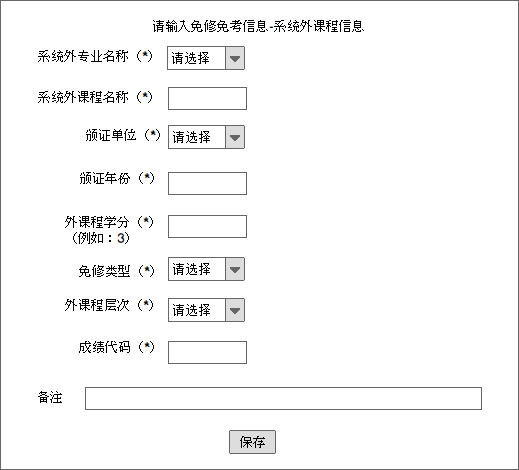 请输入免修免考信息-系统外课程信息
系统外专业名称（*） 请选择
系统外课程名称（*）
颁证单位（*） 请选择
颁证年份（*）
外课程学分（*）
（例如：3）
免修类型（*） 请选择
外课程层次（*） 请选择
成绩代码（*）
备注
保存